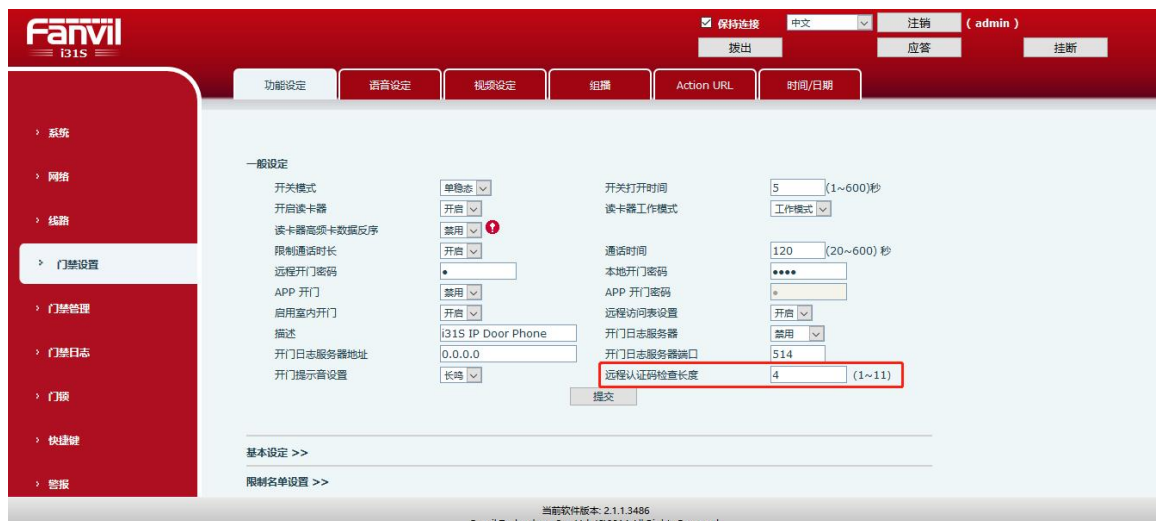 Fanvil
i31S
保持连接 中文 注销 ( admin )
拨出 应答 挂断
功能设定 语音设定 视频设定 组播 Action URL 时间/日期
系统
网络
线路
门禁设置
门禁管理
门禁日志
门锁
快捷键
警报
一般设定
开关模式 单稳态 开关打开时间 5 (1~600)秒
开启读卡器 开启 读卡器工作模式 工作模式
读卡器高频卡数据反序 禁用
限制通话时长 开启 通话时间 120 (20~600) 秒
远程开门密码 • 本地开门密码 ••••
APP 开门 禁用 APP 开门密码 •
启用室内开门 开启 远程访问表设置 开启
描述 i31S IP Door Phone 开门日志服务器 禁用
开门日志服务器地址 0.0.0.0 开门日志服务器端口 514
开门提示音设置 长鸣 远程认证码检查长度 4 (1~11)
提交
基本设定 >>
限制名单设置 >>
当前软件版本: 2.1.1.3486